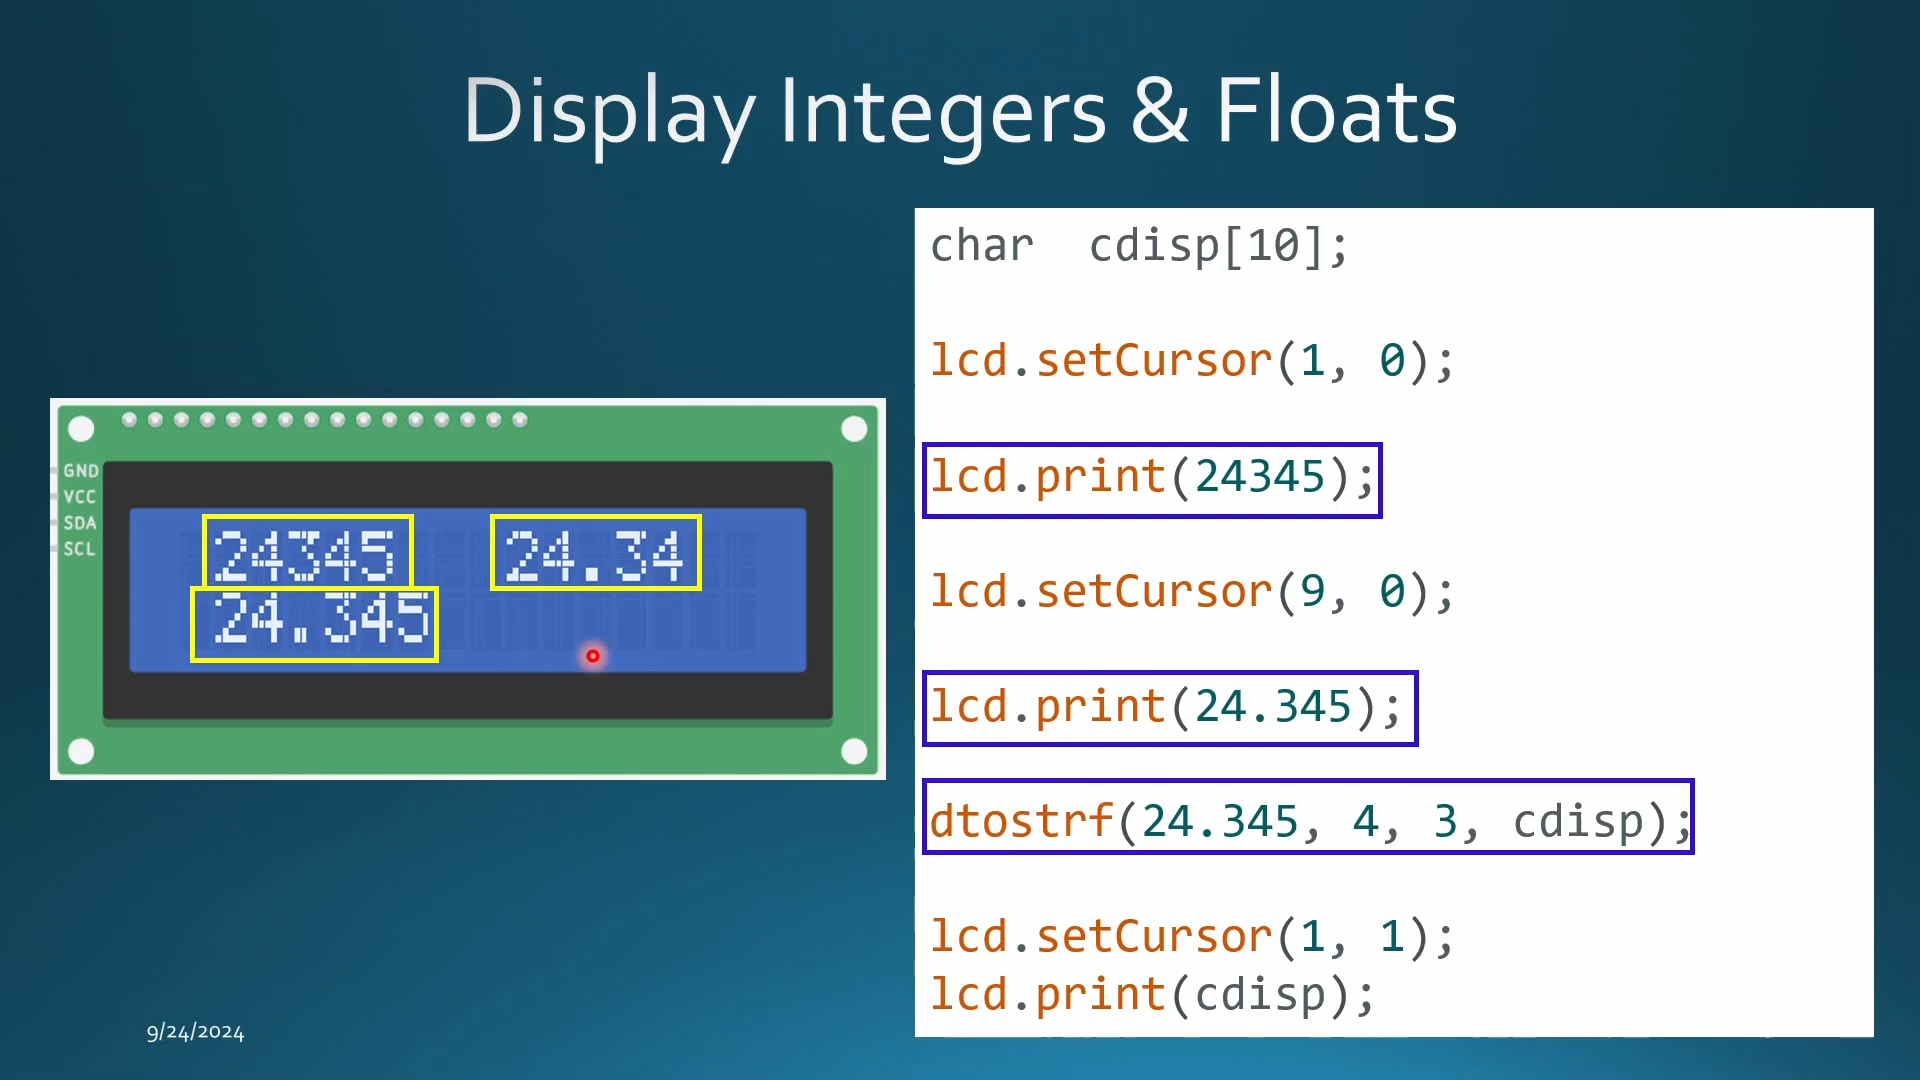 Display Integers & Floats
GND
VCC
SDA
SCL
24345 24.34
24.345
char  cdisp[10];
lcd.setCursor(1, 0);
lcd.print(24345);
lcd.setCursor(9, 0);
lcd.print(24.345);
dtostrf(24.345, 4, 3, cdisp);
lcd.setCursor(1, 1);
lcd.print(cdisp);
9/24/2024